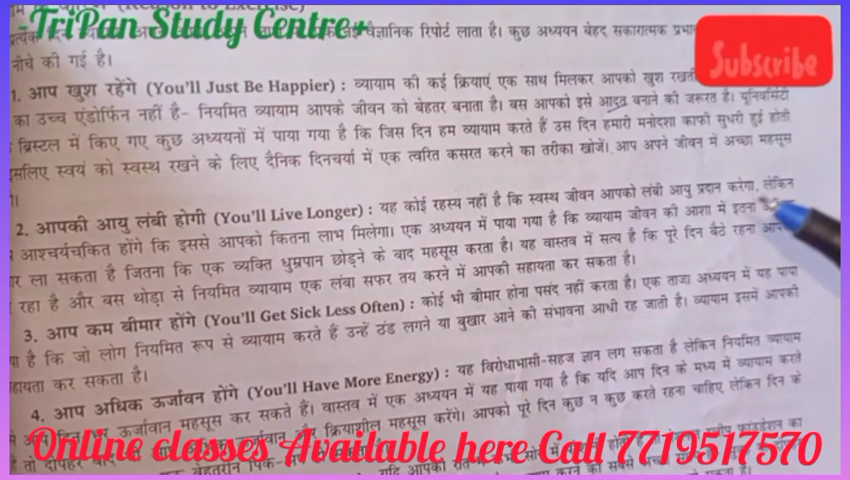 TriPan Study Centre+
Subscribe
वैज्ञानिक रिपोर्ट लाता है। कुछ अध्ययन बेहद सकारात्मक
नीचे की गई है।
1. आप खुश रहेंगे (You'll Just Be Happier) : व्यायाम की कई क्रियाएं एक साथ मिलकर आपको खुश
का उच्च एंडोर्फिन नहीं है– नियमित व्यायाम आपके जीवन को बेहतर बनाता है। बस आपको इसे आदत बनाने की जरूरत है। यूनिवर्सिटी
ब्रिस्टल में किए गए कुछ अध्ययनों में पाया गया है कि जिस दिन हम व्यायाम करते हैं उस दिन हमारी मनोदशा काफी सुधरी हुई होती
इसलिए स्वयं को स्वस्थ रखने के लिए दैनिक दिनचर्या में एक त्वरित कसरत करने का तरीका खोजें। आप अपने जीवन में अच्छा महसूस
2. आपकी आयु लंबी होगी (You'll Live Longer) : यह कोई रहस्य नहीं है कि स्वस्थ जीवन आपको लंबी आयु प्रदान करेगा, लेकिन
आश्चर्यचकित होंगे कि इससे आपको कितना लाभ मिलेगा। एक अध्ययन में पाया गया है कि व्यायाम जीवन की आशा में इतना
ला सकता है जितना कि एक व्यक्ति धुम्रपान छोड़ने के बाद महसूस करता है। यह वास्तव में सत्य है कि पूरे दिन बैठे रहना
रहा है और बस थोड़ा से नियमित व्यायाम एक लंबा सफर तय करने में आपकी सहायता कर सकता है।
3. आप कम बीमार होंगे (You'll Get Sick Less Often) : कोई भी बीमार होना पसंद नहीं करता है। एक ताजा अध्ययन में यह पाया
है कि जो लोग नियमित रूप से व्यायाम करते हैं उन्हें ठंड लगने या बुखार आने की संभावना आधी रह जाती है। व्यायाम इसमें आपकी
सहायता कर सकता है।
4. आप अधिक ऊर्जावान होंगे (You'll Have More Energy) : यह विरोधाभासी-सहज ज्ञान लग सकता है लेकिन नियमित व्यायाम
ऊर्जावान महसूस कर सकते हैं। वास्तव में एक अध्ययन में यह पाया गया है कि यदि आप दिन के मध्य में व्यायाम करते
क्रियाशील महसूस करेंगे। आपको पूरे दिन कुछ न कुछ करते रहना चाहिए लेकिन दिन के
Online classes Available here Call 7719517570